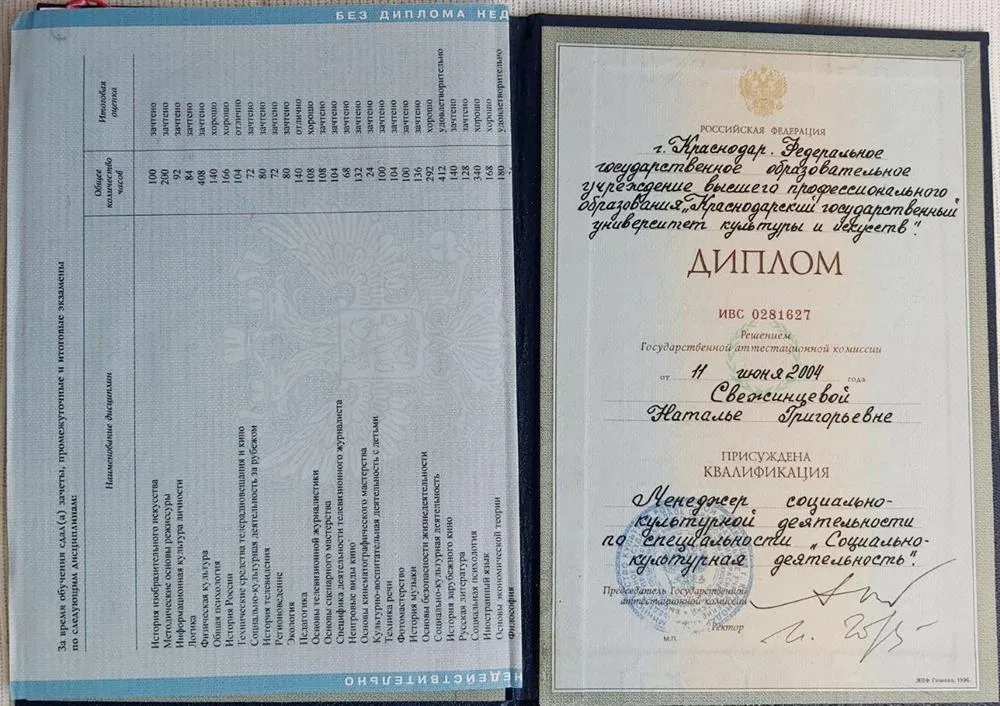 БЕЗ ДИПЛОМА НЕД
За время обучения сдал(а) зачеты, промежуточные и итоговые экзамены
по следующим дисциплинам:
Наименование дисциплин Общее количество часов Итоговая оценка
История изобразительного искусства 100 зачтено
Методические основы режиссуры 200 зачтено
Информационная культура личности 92 зачтено
Логика 84 зачтено
Физическая культура 408 зачтено
Общая психология 140 хорошо
История России 166 хорошо
Технические средства телерадиовещания и кино 104 отлично
Социально-культурная деятельность за рубежом 72 зачтено
История телевидения 80 зачтено
Регионоведение 72 зачтено
Экология 80 зачтено
Педагогика 140 отлично
Основы телевизионной журналистики 108 хорошо
Основы сценарного мастерства 108 зачтено
Специфика деятельности телевизионного журналиста 104 зачтено
Неигровые виды кино 68 зачтено
Основы кинематографического мастерства 132 зачтено
Культурно-воспитательная деятельность с детьми 24 зачтено
Техника речи 100 зачтено
Фотомастерство 104 зачтено
История музыки 100 зачтено
Основы безопасности жизнедеятельности 136 зачтено
Социально-культурная деятельность 292 хорошо
История зарубежного кино 412 удовлетворительно
Русская литература 140 зачтено
Социальная психология 128 зачтено
Иностранный язык 340 хорошо
Основы экономической теории 168 хорошо
Философия 180 удовлетворительно
НЕДЕЙСТВИТЕЛЬНО
РОССИЙСКАЯ ФЕДЕРАЦИЯ
г. Краснодар. Федеральное
государственное образовательное
учреждение высшего профессионального
образования „Краснодарский государственный
университет культуры и искусств".
ДИПЛОМ
ИВС 0281627
Решением
Государственной аттестационной комиссии
от 11 июня 2004 года
Свежинцевой
Наталье Григорьевне
ПРИСУЖДЕНА
КВАЛИФИКАЦИЯ
Менеджер социально-
культурной деятельности
по специальности „Социально-
культурная деятельность".
Председатель Государственной
аттестационной комиссии
Ректор
М.П.
МПФ Гознака. 1996.